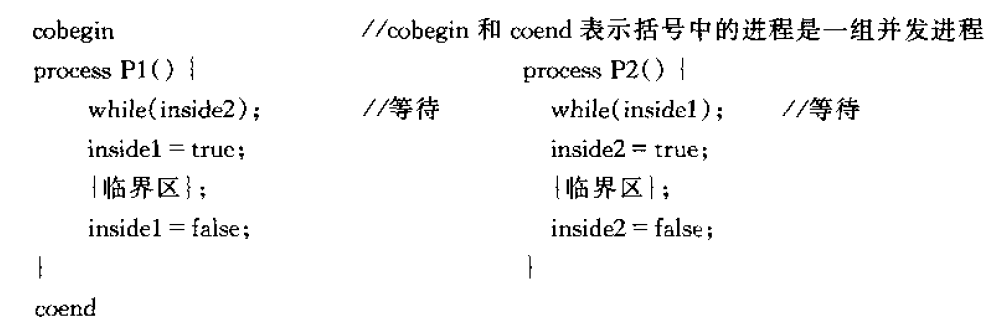 cobegin //cobegin 和 coend 表示括号中的进程是一组并发进程
process P1() { process P2() {
while(inside2); //等待 while(inside1); //等待
inside1 = true; inside2 = true;
{临界区}; {临界区};
inside1 = false; inside2 = false;
} }
coend